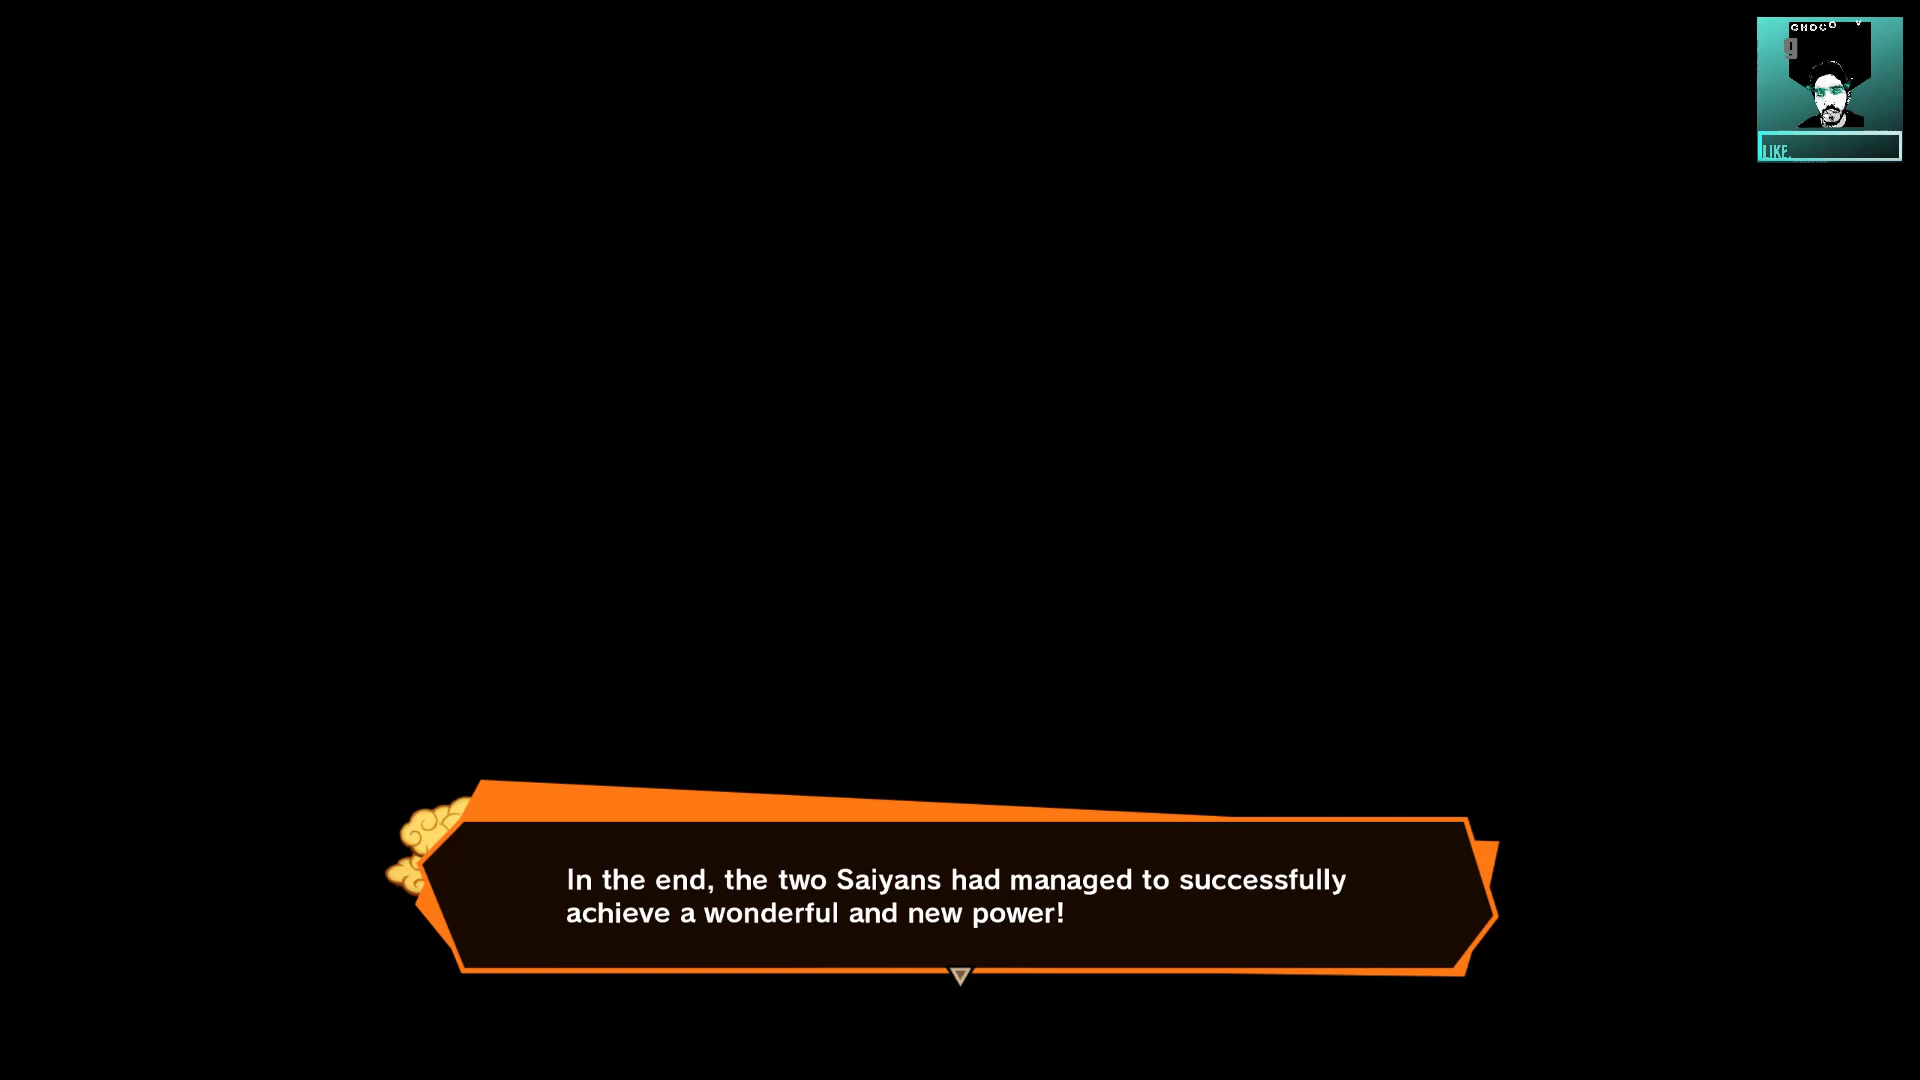 In the end, the two Saiyans had managed to successfully
achieve a wonderful and new power!
LIKE.